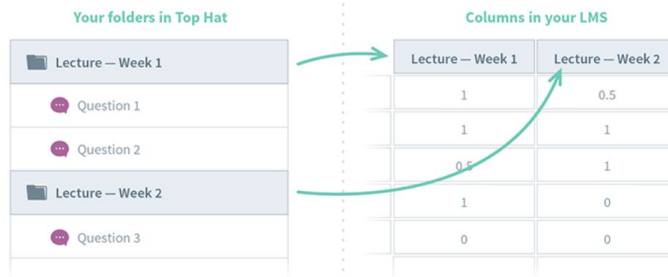 Your folders in Top Hat
Columns in your LMS
Lecture — Week 1
Question 1
Question 2
Lecture — Week 2
Question 3
Lecture — Week 1 Lecture — Week 2
1 0.5
1 1
0.5 1
1 0
0 0